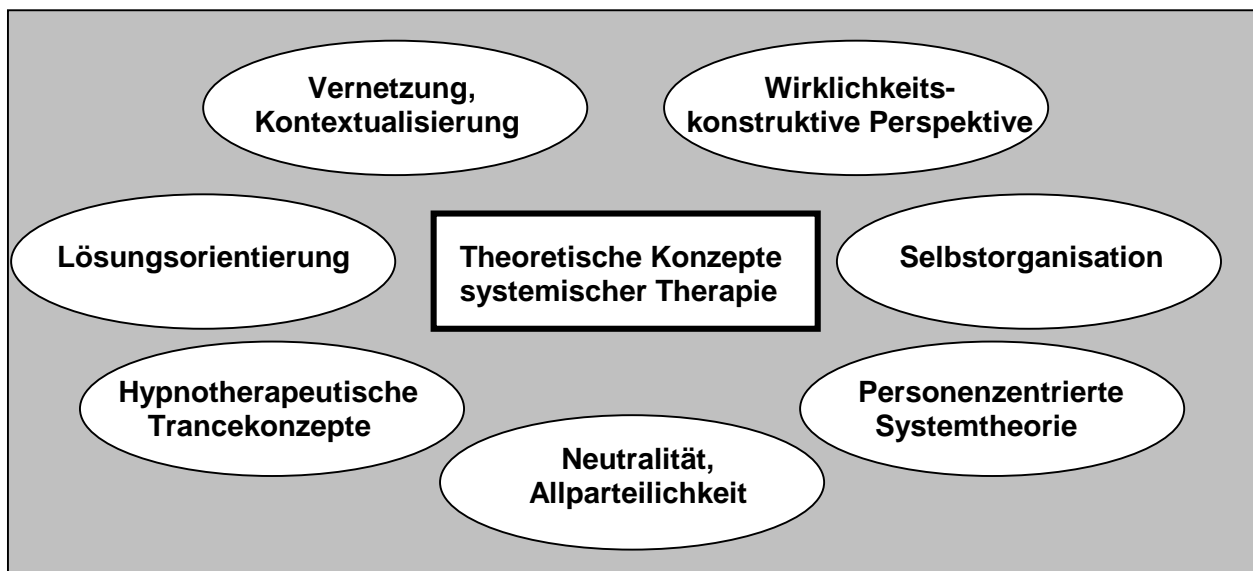 Vernetzung,
Kontextualisierung
Wirklichkeits-
konstruktive Perspektive
Lösungsorientierung
Theoretische Konzepte
systemischer Therapie
Selbstorganisation
Hypnotherapeutische
Trancekonzepte
Personenzentrierte
Systemtheorie
Neutralität,
Allparteilichkeit